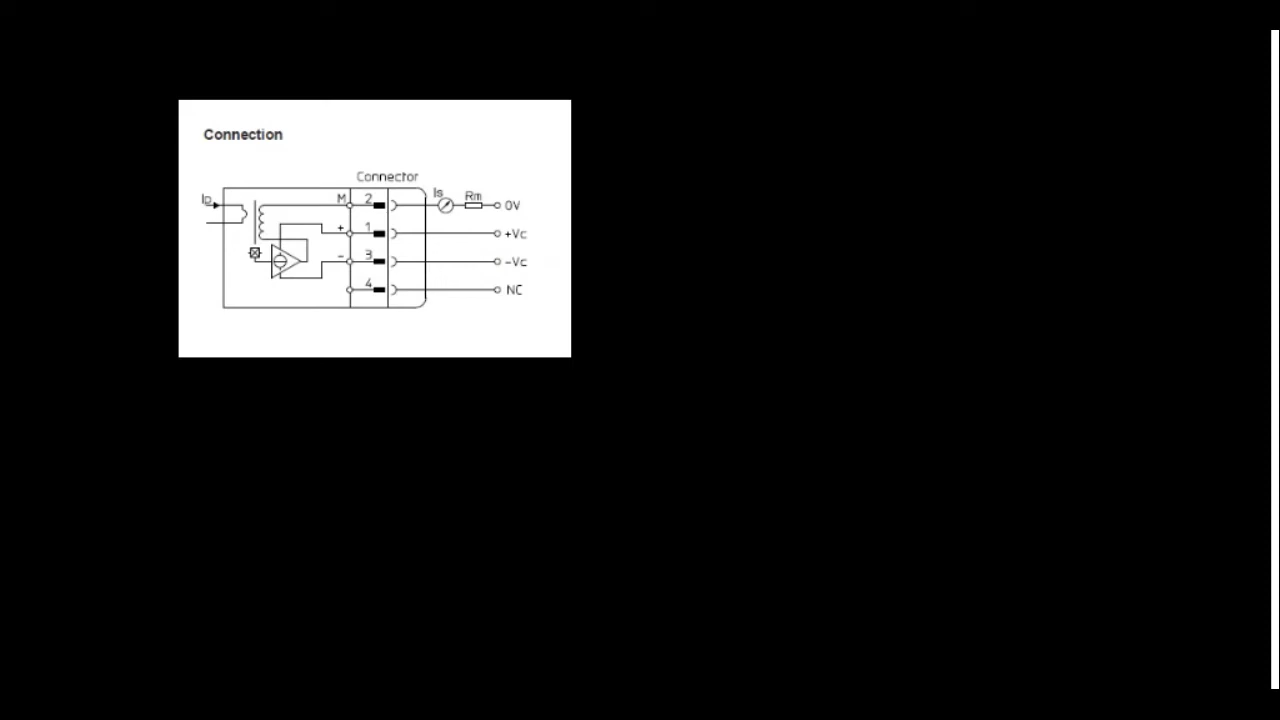 Connection
Connector
Ip M 2 Is Rm 0V
+ 1 +Vc
- 3 -Vc
4 NC